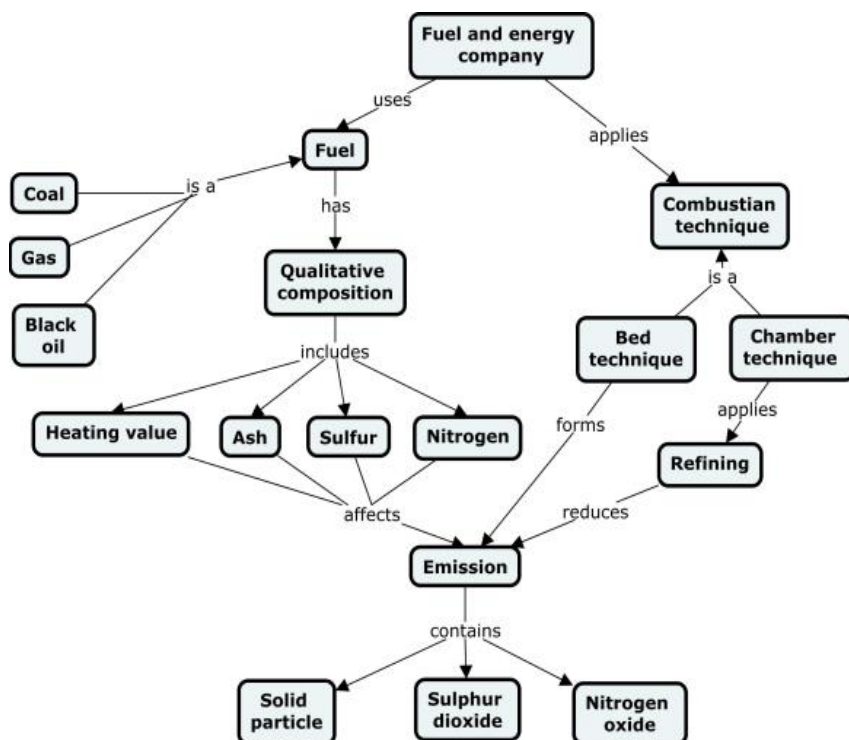 Fuel and energy
company
uses
applies
Fuel
Coal
is a
has
Combustian
technique
Gas
Qualitative
composition
is a
Black
oil
Bed
technique
Chamber
technique
includes
applies
Heating value
Ash
Sulfur
Nitrogen
forms
Refining
affects
reduces
Emission
contains
Solid
particle
Sulphur
dioxide
Nitrogen
oxide